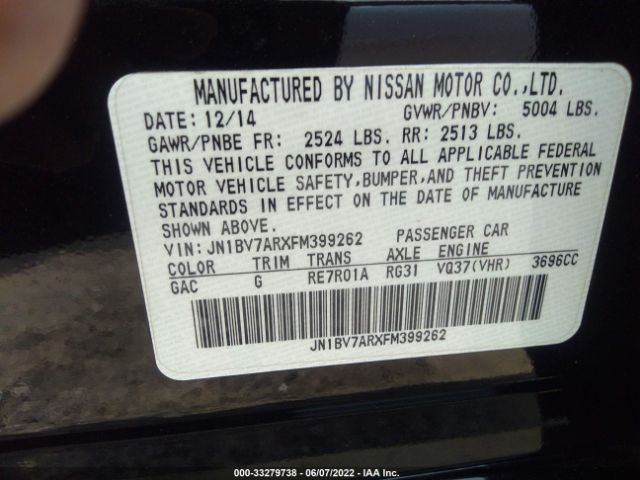 MANUFACTURED BY NISSAN MOTOR CO.,LTD.
DATE: 12/14 GVWR/PNBV: 5004 LBS.
GAWR/PNBE FR: 2524 LBS. RR: 2513 LBS.
THIS VEHICLE CONFORMS TO ALL APPLICABLE FEDERAL
MOTOR VEHICLE SAFETY,BUMPER,AND THEFT PREVENTION
STANDARDS IN EFFECT ON THE DATE OF MANUFACTURE
SHOWN ABOVE.
VIN: JN1BV7ARXFM399262 PASSENGER CAR
COLOR TRIM TRANS AXLE ENGINE
GAC G RE7R01A RG31 VQ37(VHR) 3696CC
JN1BV7ARXFM399262
000-33279738 - 06/07/2022 - IAA Inc.